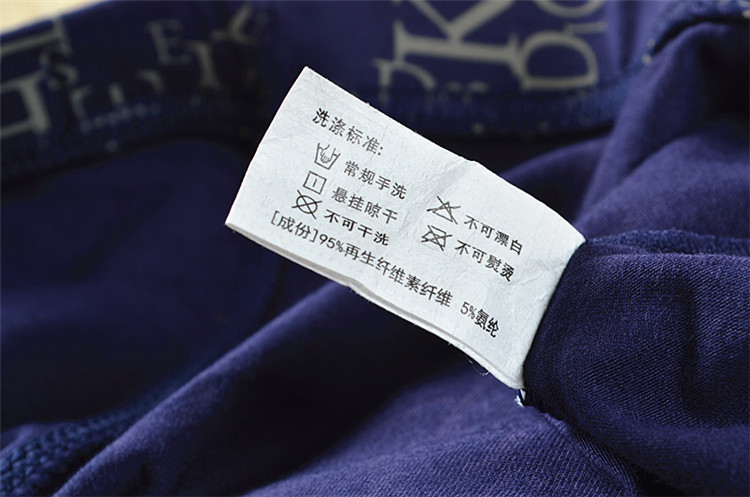 洗涤标准:
常规手洗
悬挂晾干 不可漂白
不可干洗 不可熨烫
[成份]95%再生纤维素纤维 5%氨纶